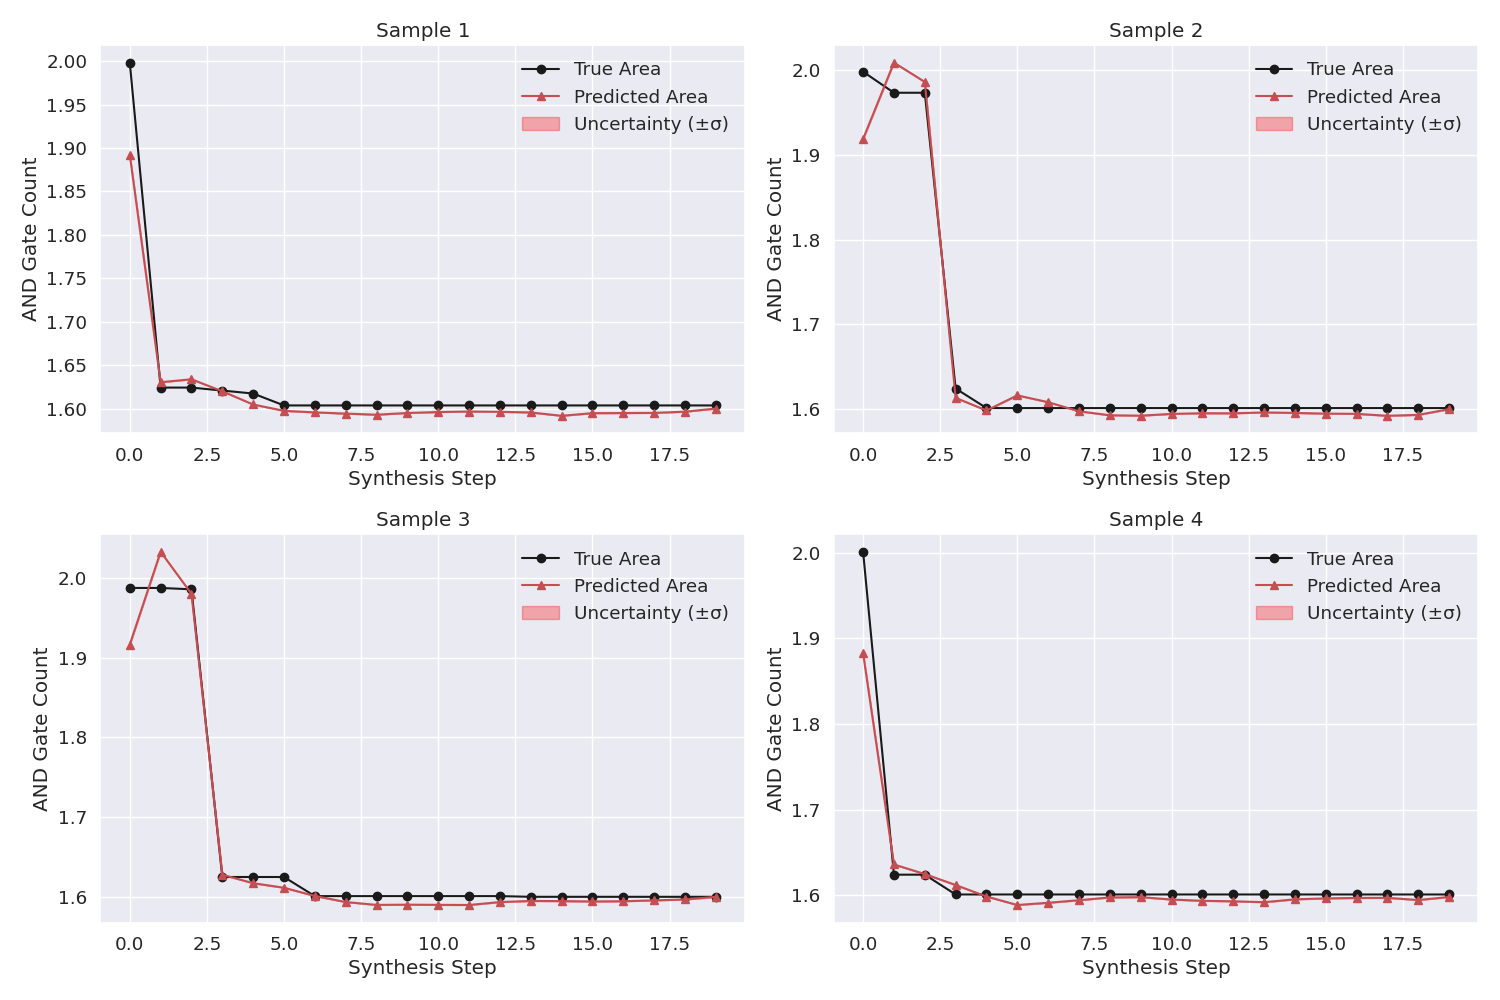 Sample 1
2.00
1.95
1.90
1.85
1.80
1.75
1.70
1.65
1.60
AND Gate Count
True Area
Predicted Area
Uncertainty (±σ)
0.0 2.5 5.0 7.5 10.0 12.5 15.0 17.5
Synthesis Step
Sample 2
2.0
1.9
1.8
1.7
1.6
AND Gate Count
True Area
Predicted Area
Uncertainty (±σ)
0.0 2.5 5.0 7.5 10.0 12.5 15.0 17.5
Synthesis Step
Sample 3
2.0
1.9
1.8
1.7
1.6
AND Gate Count
True Area
Predicted Area
Uncertainty (±σ)
0.0 2.5 5.0 7.5 10.0 12.5 15.0 17.5
Synthesis Step
Sample 4
2.0
1.9
1.8
1.7
1.6
AND Gate Count
True Area
Predicted Area
Uncertainty (±σ)
0.0 2.5 5.0 7.5 10.0 12.5 15.0 17.5
Synthesis Step